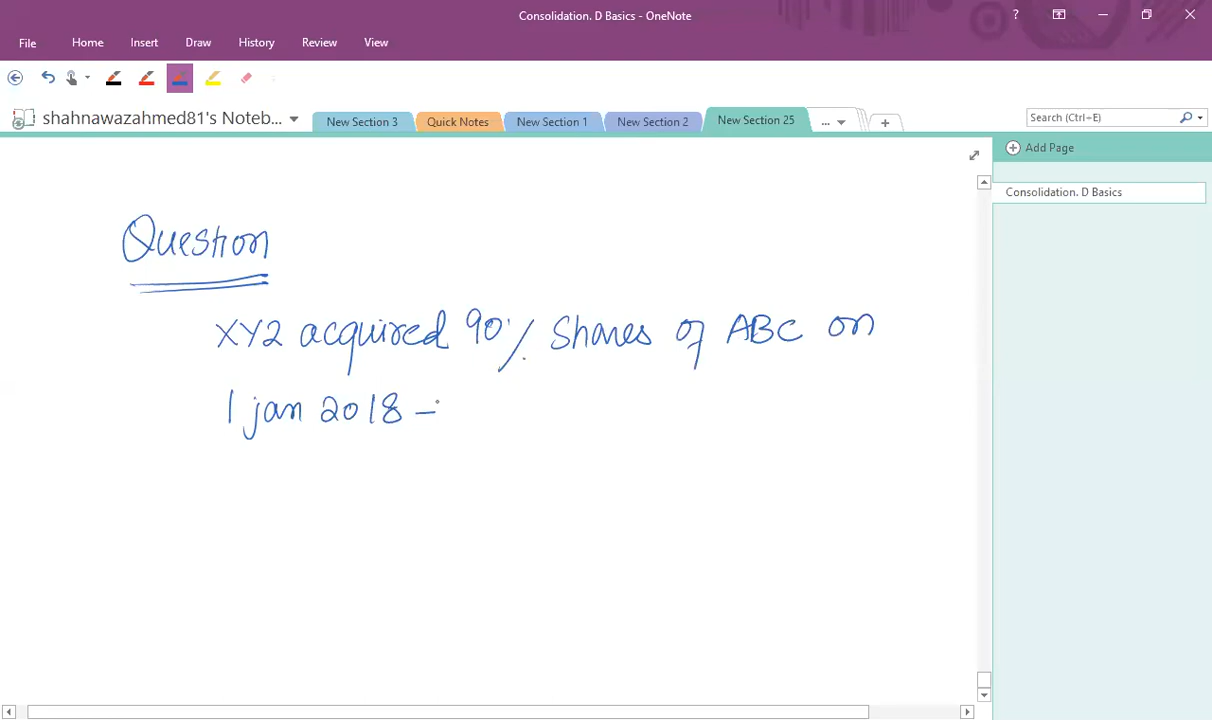 Consolidation. D Basics - OneNote
?
File
Home
Insert
Draw
History
Review
View
shahnawazahmed81's Noteb...
New Section 3
Quick Notes
New Section 1
New Section 2
New Section 25
...
Search (Ctrl+E)
Add Page
Consolidation. D Basics
Question
XYZ acquired 90% Shares of ABC on
1 jan 2018 -